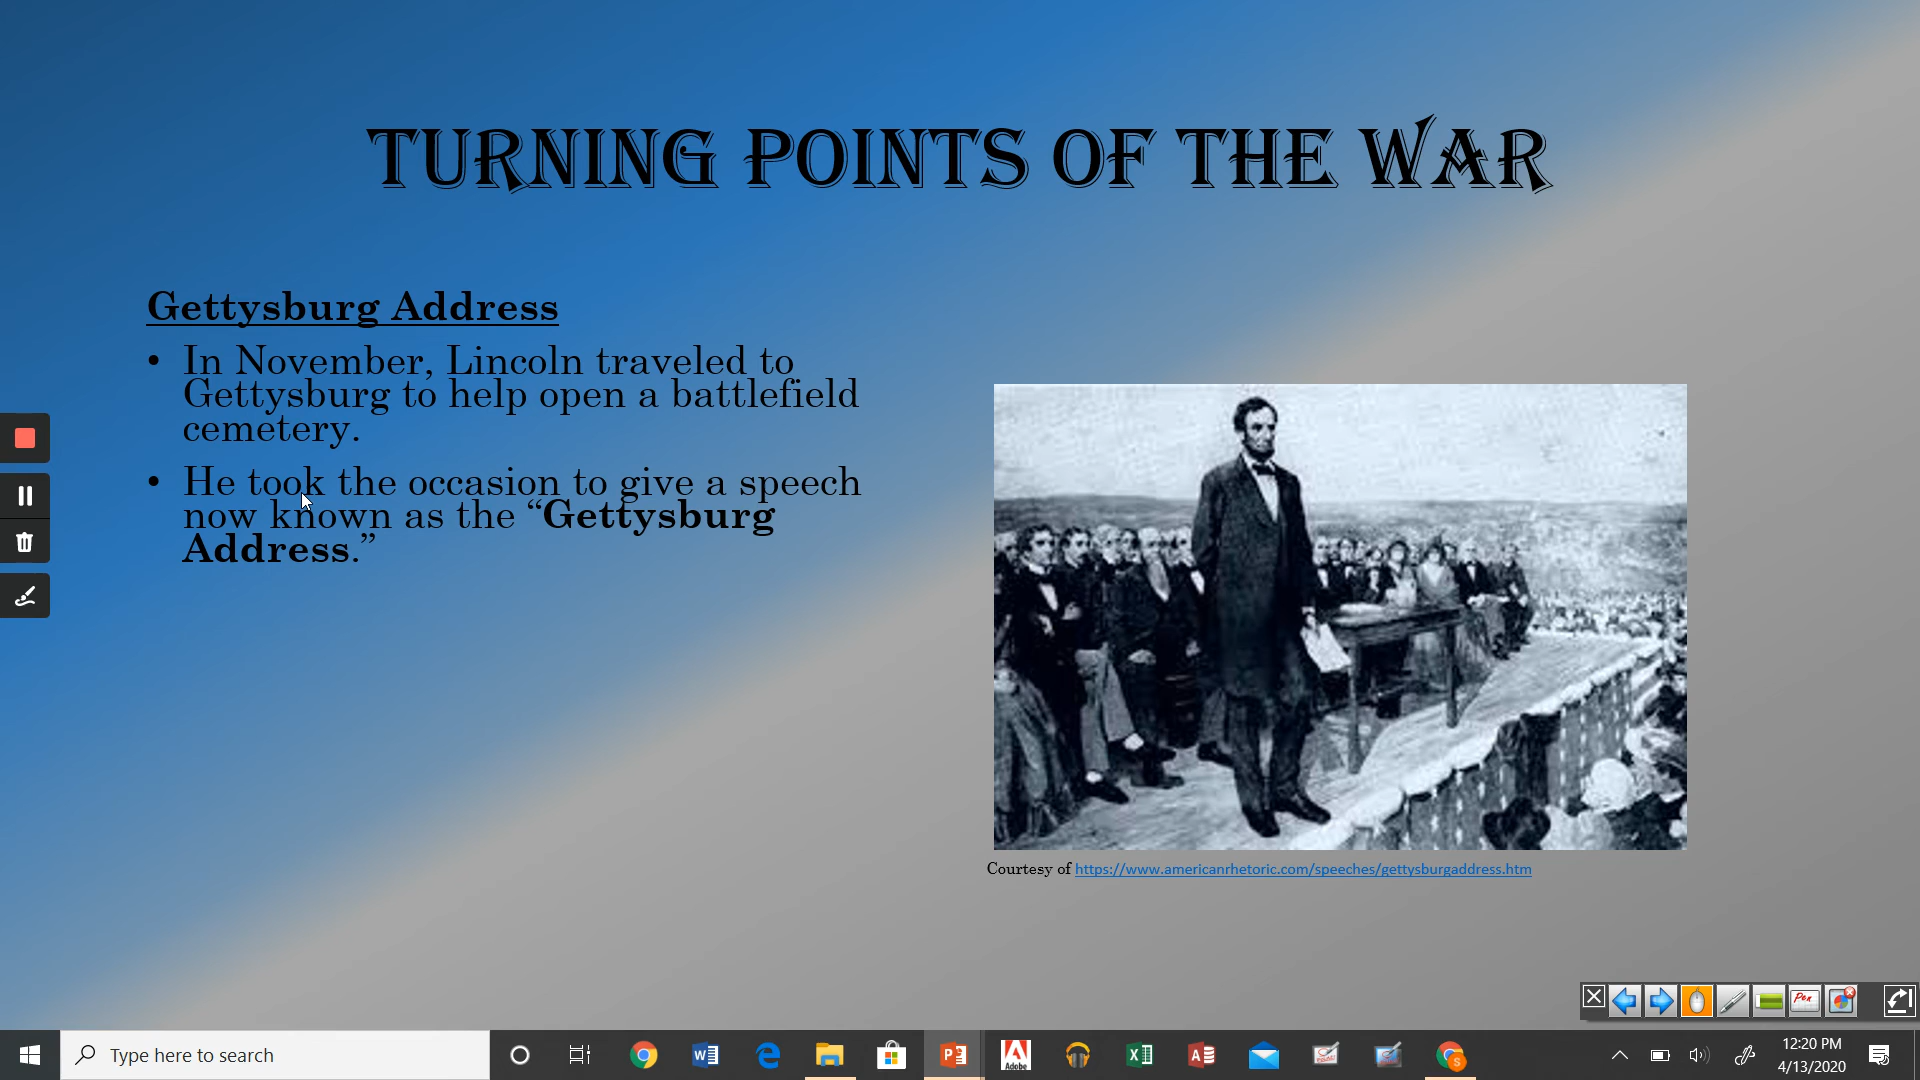 TURNING POINTS OF THE WAR
Gettysburg Address
• In November, Lincoln traveled to
Gettysburg to help open a battlefield
cemetery.
• He took the occasion to give a speech
now known as the “Gettysburg
Address.”
Courtesy of https://www.americanrhetoric.com/speeches/gettysburgaddress.htm
Pen
Type here to search
Adobe
12:20 PM
4/13/2020